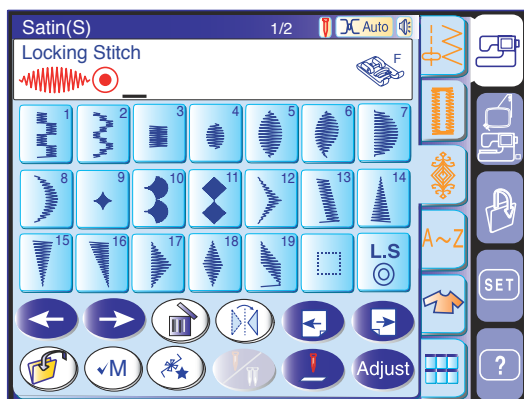 Satin(S) 1/2 Auto
Locking Stitch F
1 2 3 4 5 6 7
8 9 10 11 12 13 14
15 16 17 18 19 L.S
A~Z
SET
✓M Adjust ?